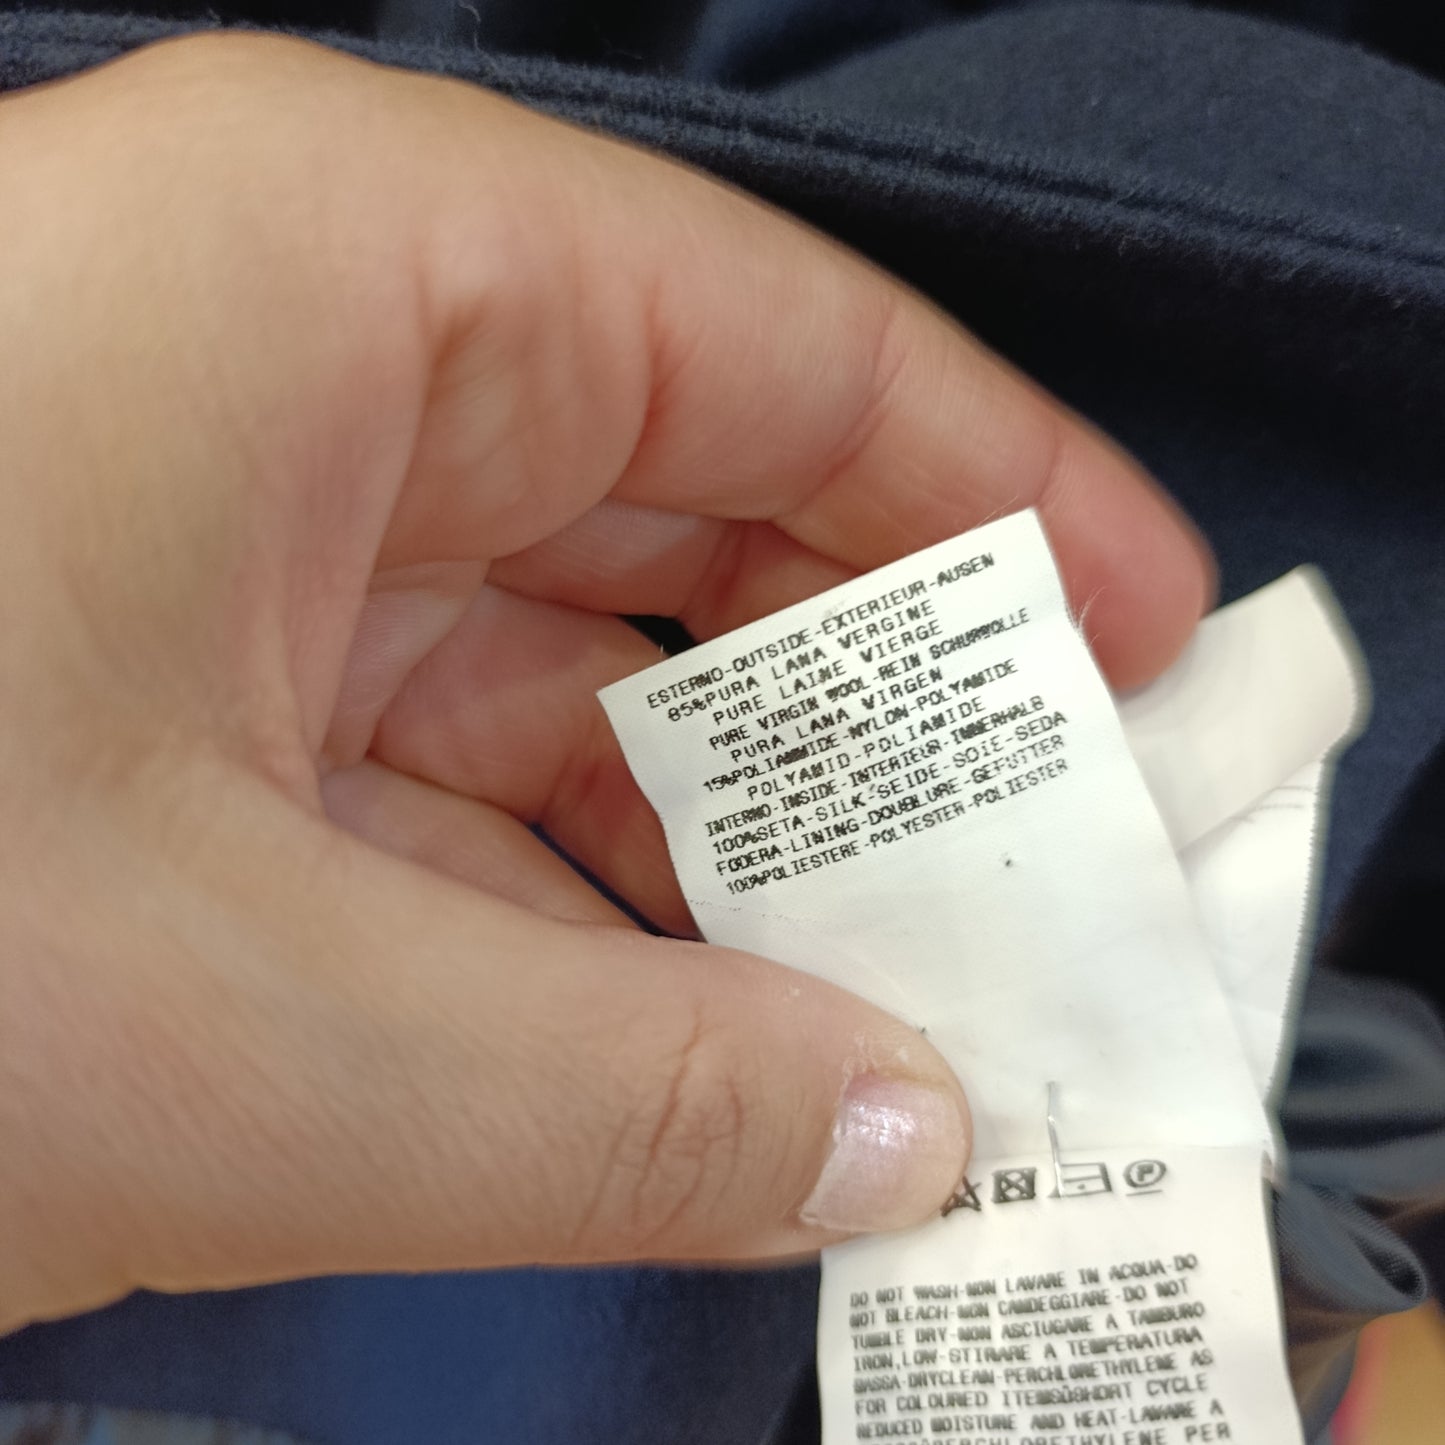 ESTERNO-OUTSIDE-EXTERIEUR-AUSEN
85%PURA LANA VERGINE
PURE LAINE VIERGE
PURE VIRGIN WOOL-REIN SCHURWOLLE
PURA LANA VIRGEN
15%POLIAMMIDE-NYLON-POLYAMIDE
POLYAMID-POLIAMIDE
INTERNO-INSIDE-INTERIEUR-INNERHALB
100%SETA-SILK-SEIDE-SOIE-SEDA
FODERA-LINING-DOUBLURE-GEFUTTER
100%POLIESTERE-POLYESTER-POLIESTER
P
DO NOT WASH-NON LAVARE IN ACQUA-DO
NOT BLEACH-NON CANDEGGIARE-DO NOT
TUMBLE DRY-NON ASCIUGARE A TAMBURO
IRON,LOW-STIRARE A TEMPERATURA
BASSA-DRYCLEAN-PERCHLORETHYLENE AS
FOR COLOURED ITEMSÛSHORT CYCLE
REDUCED MOISTURE AND HEAT-LAVARE A
PERCHLORETHYLENE PER